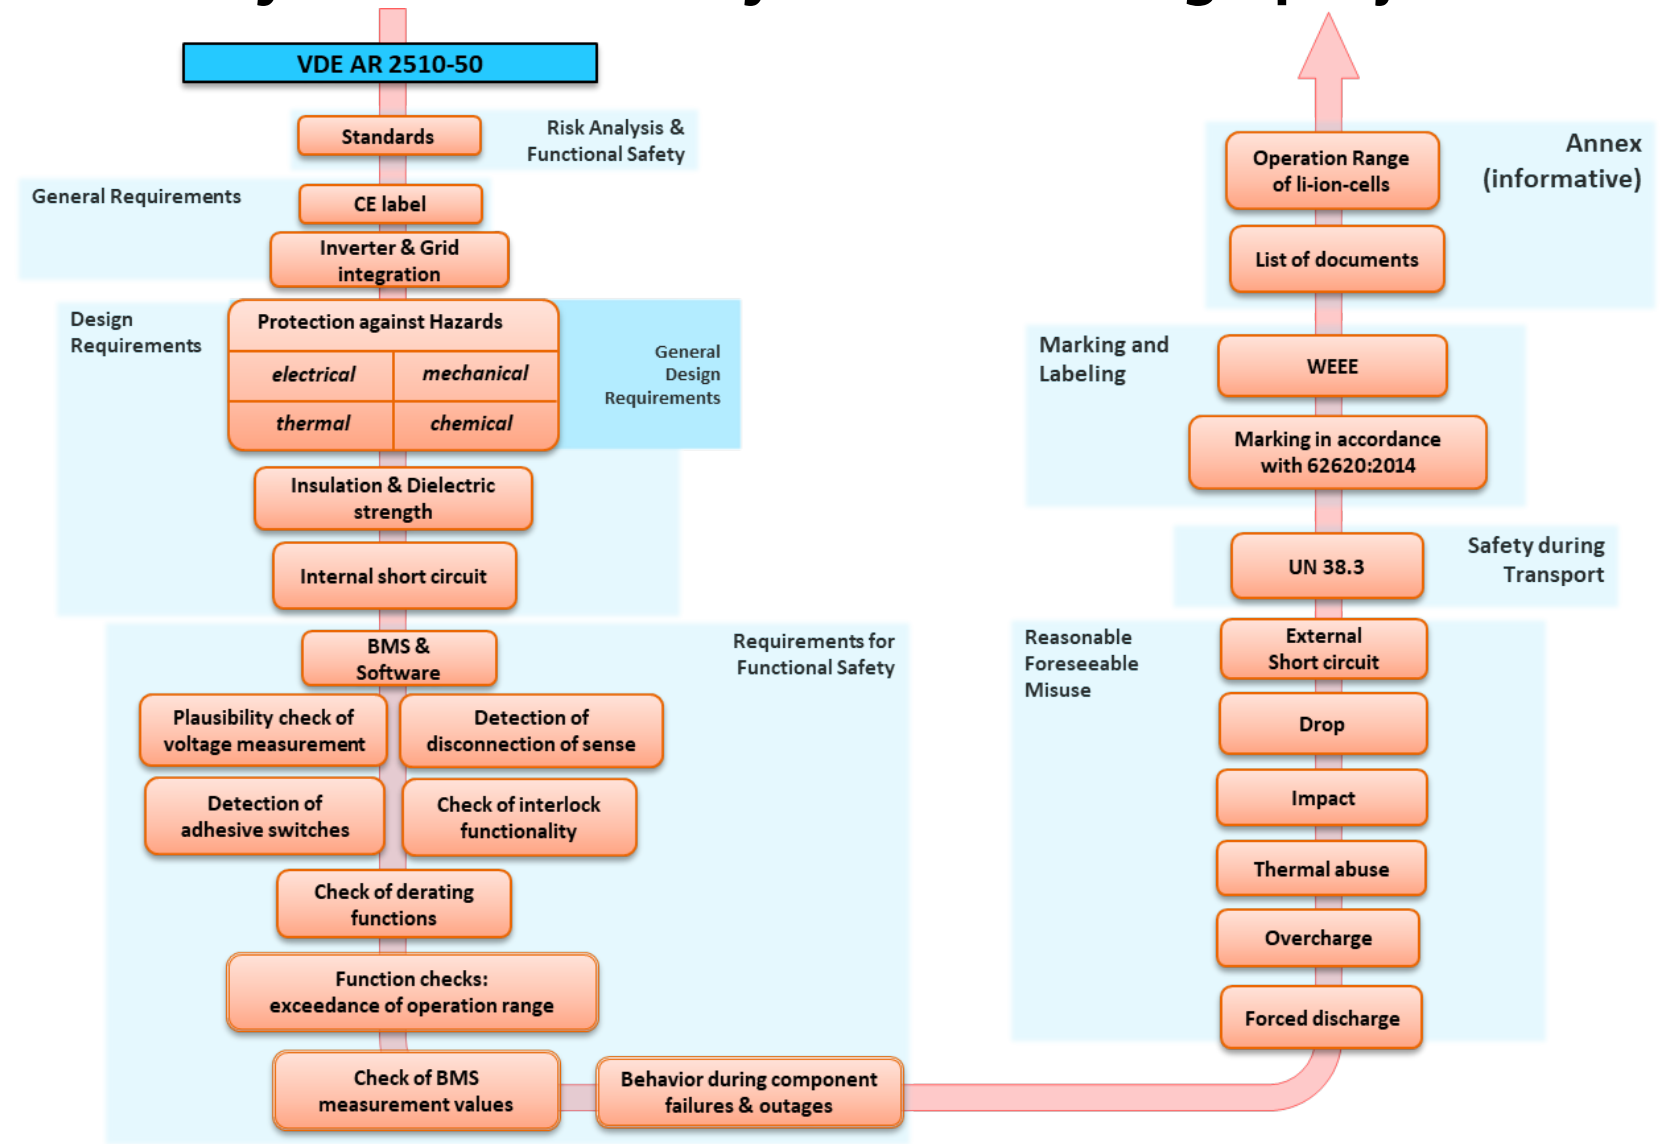 VDE AR 2510-50
Standards
Risk Analysis &
Functional Safety
General Requirements
CE label
Inverter & Grid
integration
Design
Requirements
Protection against Hazards
electrical
mechanical
thermal
chemical
General
Design
Requirements
Insulation & Dielectric
strength
Internal short circuit
BMS &
Software
Requirements for
Functional Safety
Plausibility check of
voltage measurement
Detection of
disconnection of sense
Detection of
adhesive switches
Check of interlock
functionality
Check of derating
functions
Function checks:
exceedance of operation range
Check of BMS
measurement values
Behavior during component
failures & outages
Annex
(informative)
Operation Range
of li-ion-cells
List of documents
Marking and
Labeling
WEEE
Marking in accordance
with 62620:2014
Safety during
Transport
UN 38.3
Reasonable
Foreseeable
Misuse
External
Short circuit
Drop
Impact
Thermal abuse
Overcharge
Forced discharge